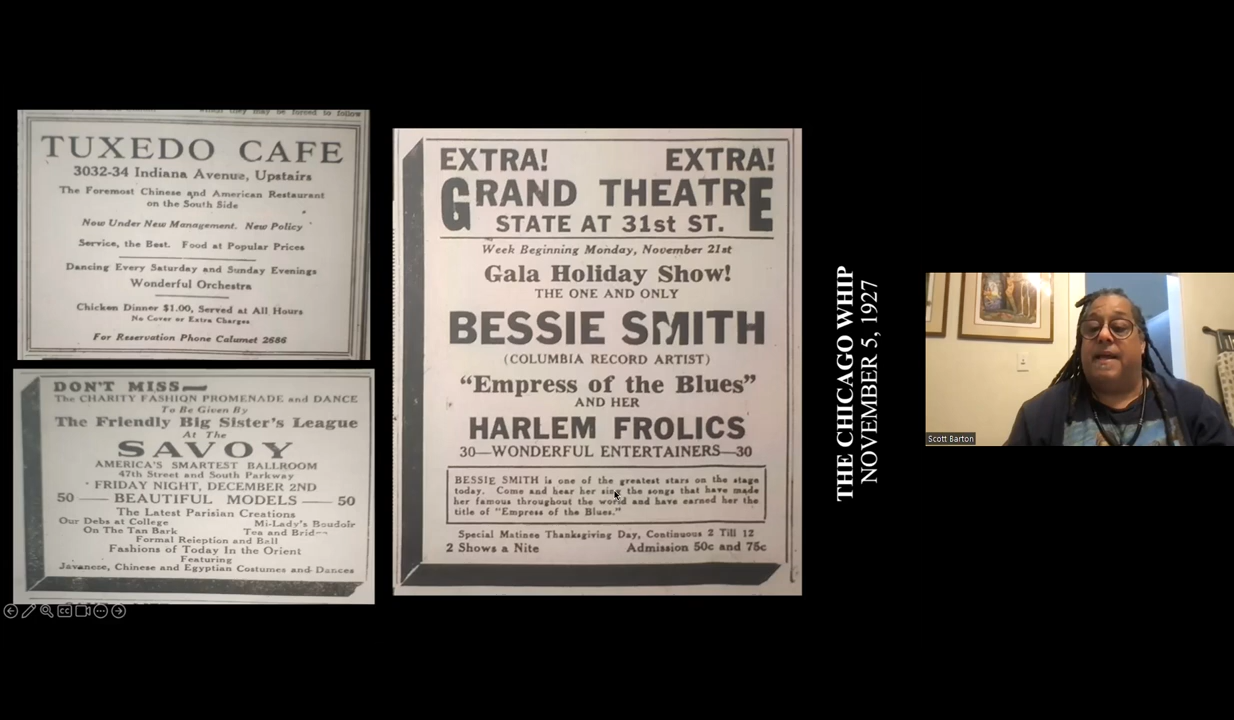 TUXEDO CAFE
3032-34 Indiana Avenue, Upstairs
The Foremost Chinese and American Restaurant
on the South Side
Now Under New Management. New Policy
Service, the Best. Food at Popular Prices
Dancing Every Saturday and Sunday Evenings
Wonderful Orchestra
Chicken Dinner $1.00, Served at All Hours
No Cover or Extra Charges
For Reservation Phone Calumet 2686
DON'T MISS—
The CHARITY FASHION PROMENADE and DANCE
To Be Given By
The Friendly Big Sister's League
At The
SAVOY
AMERICA'S SMARTEST BALLROOM
47th Street and South Parkway
FRIDAY NIGHT, DECEMBER 2ND
50 — BEAUTIFUL MODELS — 50
The Latest Parisian Creations
Our Debs at College Mi-Lady's Boudoir
On The Tan Bark Tea and
Formal Reception and Ball
Fashions of Today In the Orient
Featuring
Javanese, Chinese and Egyptian Costumes and Dances
EXTRA! EXTRA!
GRAND THEATRE
STATE AT 31st ST.
Week Beginning Monday, November 21st
Gala Holiday Show!
THE ONE AND ONLY
BESSIE SMITH
(COLUMBIA RECORD ARTIST)
"Empress of the Blues"
AND HER
HARLEM FROLICS
30—WONDERFUL ENTERTAINERS—30
BESSIE SMITH is one of the greatest stars on the stage
today. Come and hear her sing the songs that have made
her famous throughout the world and have earned her the
title of "Empress of the Blues."
Special Matinee Thanksgiving Day, Continuous 2 Till 12
2 Shows a Nite Admission 50c and 75c
THE CHICAGO WHIP
NOVEMBER 5, 1927
Scott Barton